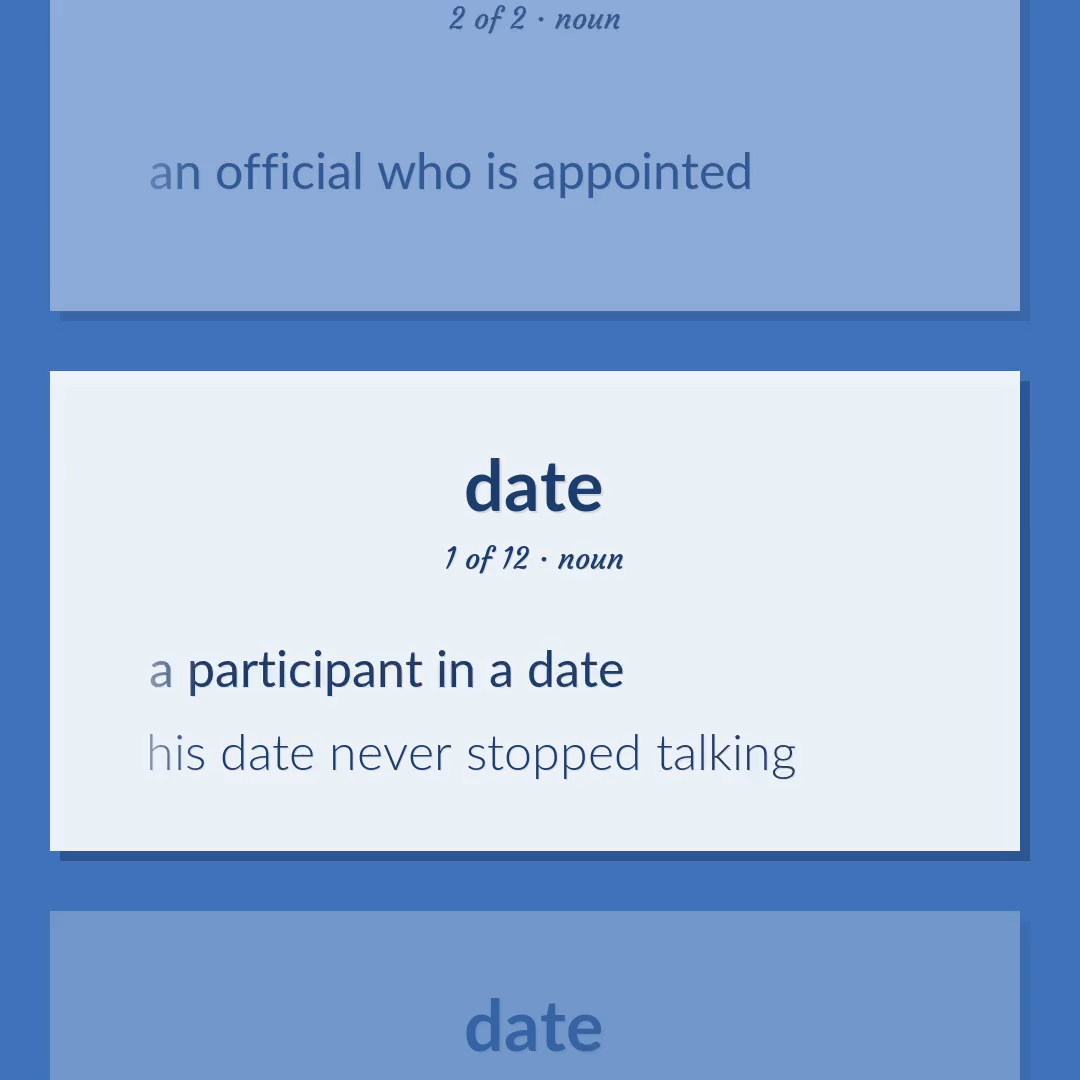 2 of 2 · noun
an official who is appointed
date
1 of 12 · noun
a participant in a date
his date never stopped talking
date